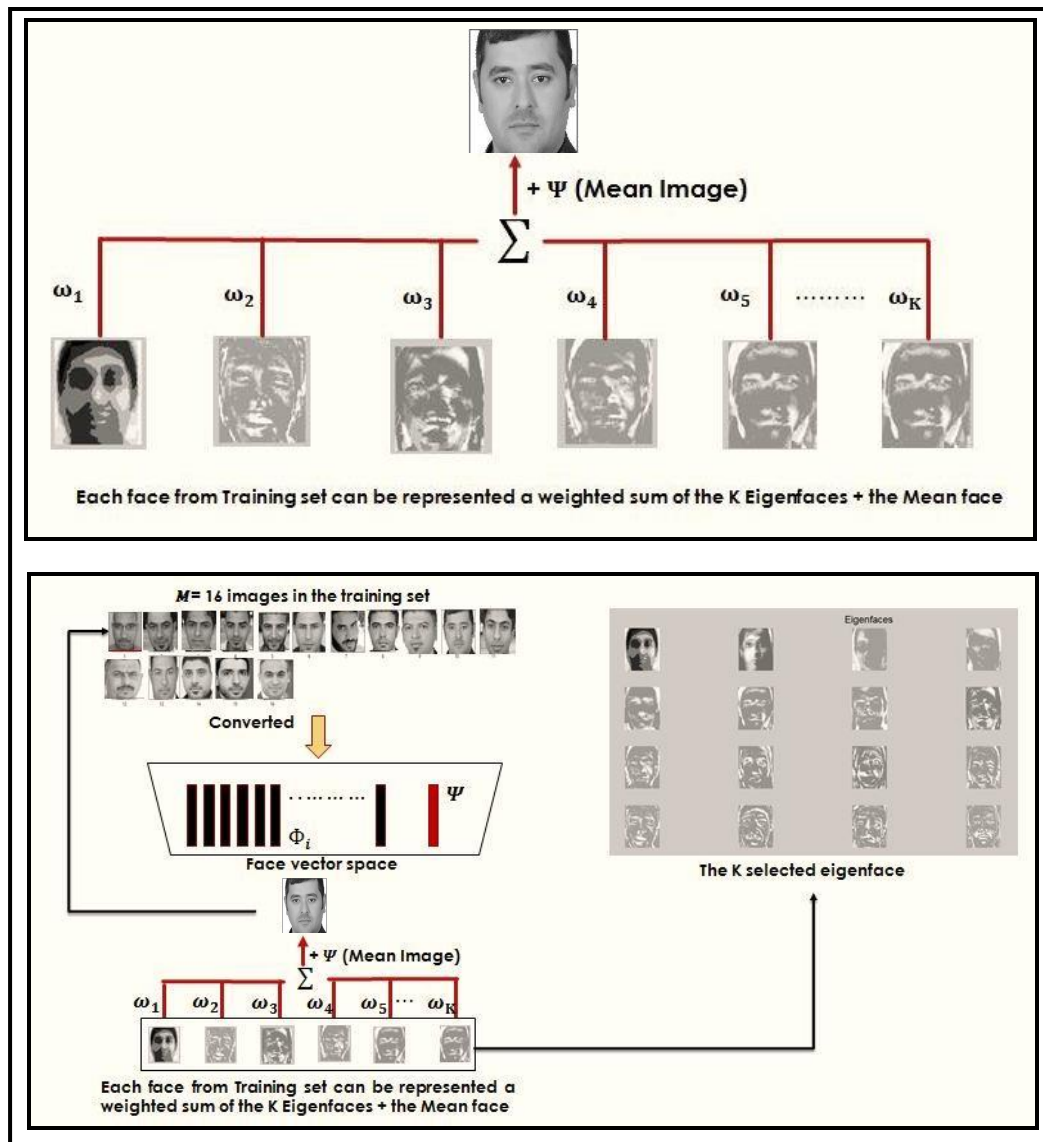 + Ψ (Mean Image)
∑
ω₁ ω₂ ω₃ ω₄ ω₅ ......... ω_K
Each face from Training set can be represented a weighted sum of the K Eigenfaces + the Mean face
M= 16 images in the training set
Converted
.......... Ψ
Φᵢ
Face vector space
+ Ψ (Mean Image)
∑
ω₁ ω₂ ω₃ ω₄ ω₅ ... ω_K
Each face from Training set can be represented a
weighted sum of the K Eigenfaces + the Mean face
Eigenfaces
The K selected eigenface